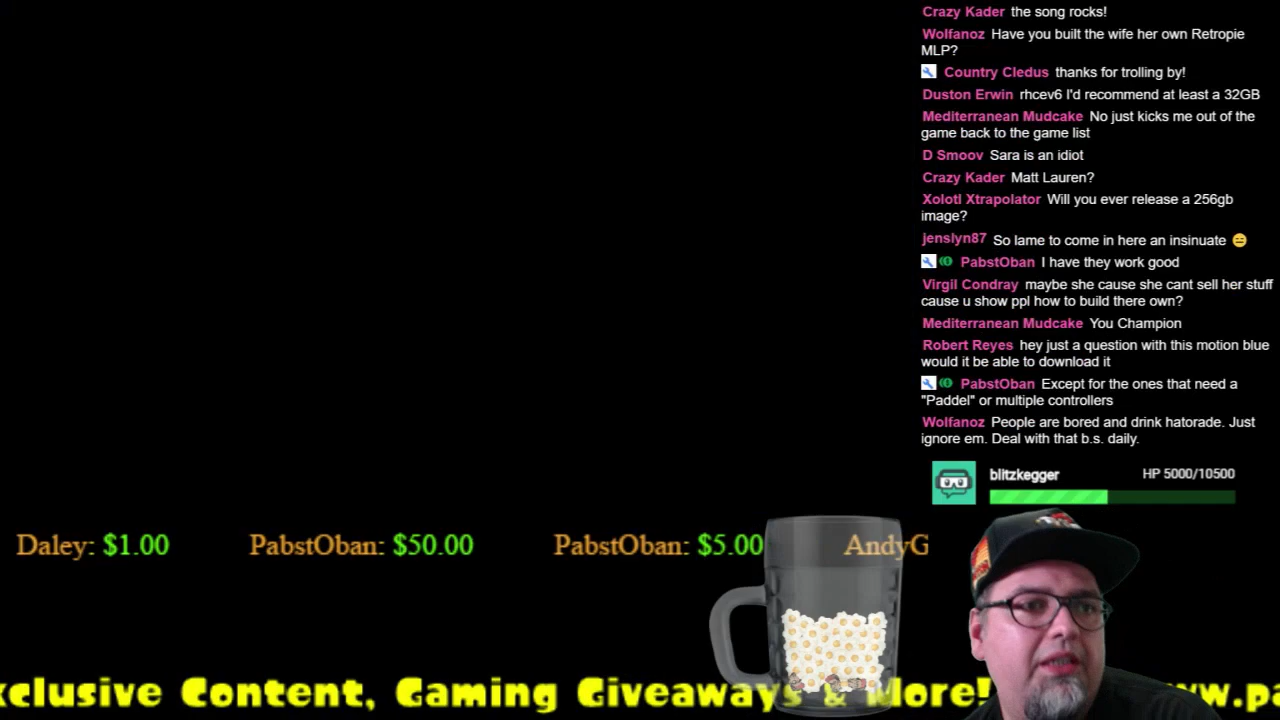 Crazy Kader the song rocks!
Wolfanoz Have you built the wife her own Retropie
MLP?
Country Cledus thanks for trolling by!
Duston Erwin rhcev6 I'd recommend at least a 32GB
Mediterranean Mudcake No just kicks me out of the
game back to the game list
D Smoov Sara is an idiot
Crazy Kader Matt Lauren?
Xolotl Xtrapolator Will you ever release a 256gb
image?
jenslyn87 So lame to come in here an insinuate 😑
PabstOban I have they work good
Virgil Condray maybe she cause she cant sell her stuff
cause u show ppl how to build there own?
Mediterranean Mudcake You Champion
Robert Reyes hey just a question with this motion blue
would it be able to download it
PabstOban Except for the ones that need a
"Paddel" or multiple controllers
Wolfanoz People are bored and drink hatorade. Just
ignore em. Deal with that b.s. daily.
blitzkegger HP 5000/10500
Daley: $1.00 PabstOban: $50.00 PabstOban: $5.00 AndyG
xclusive Content, Gaming Giveaways & More! w.pa